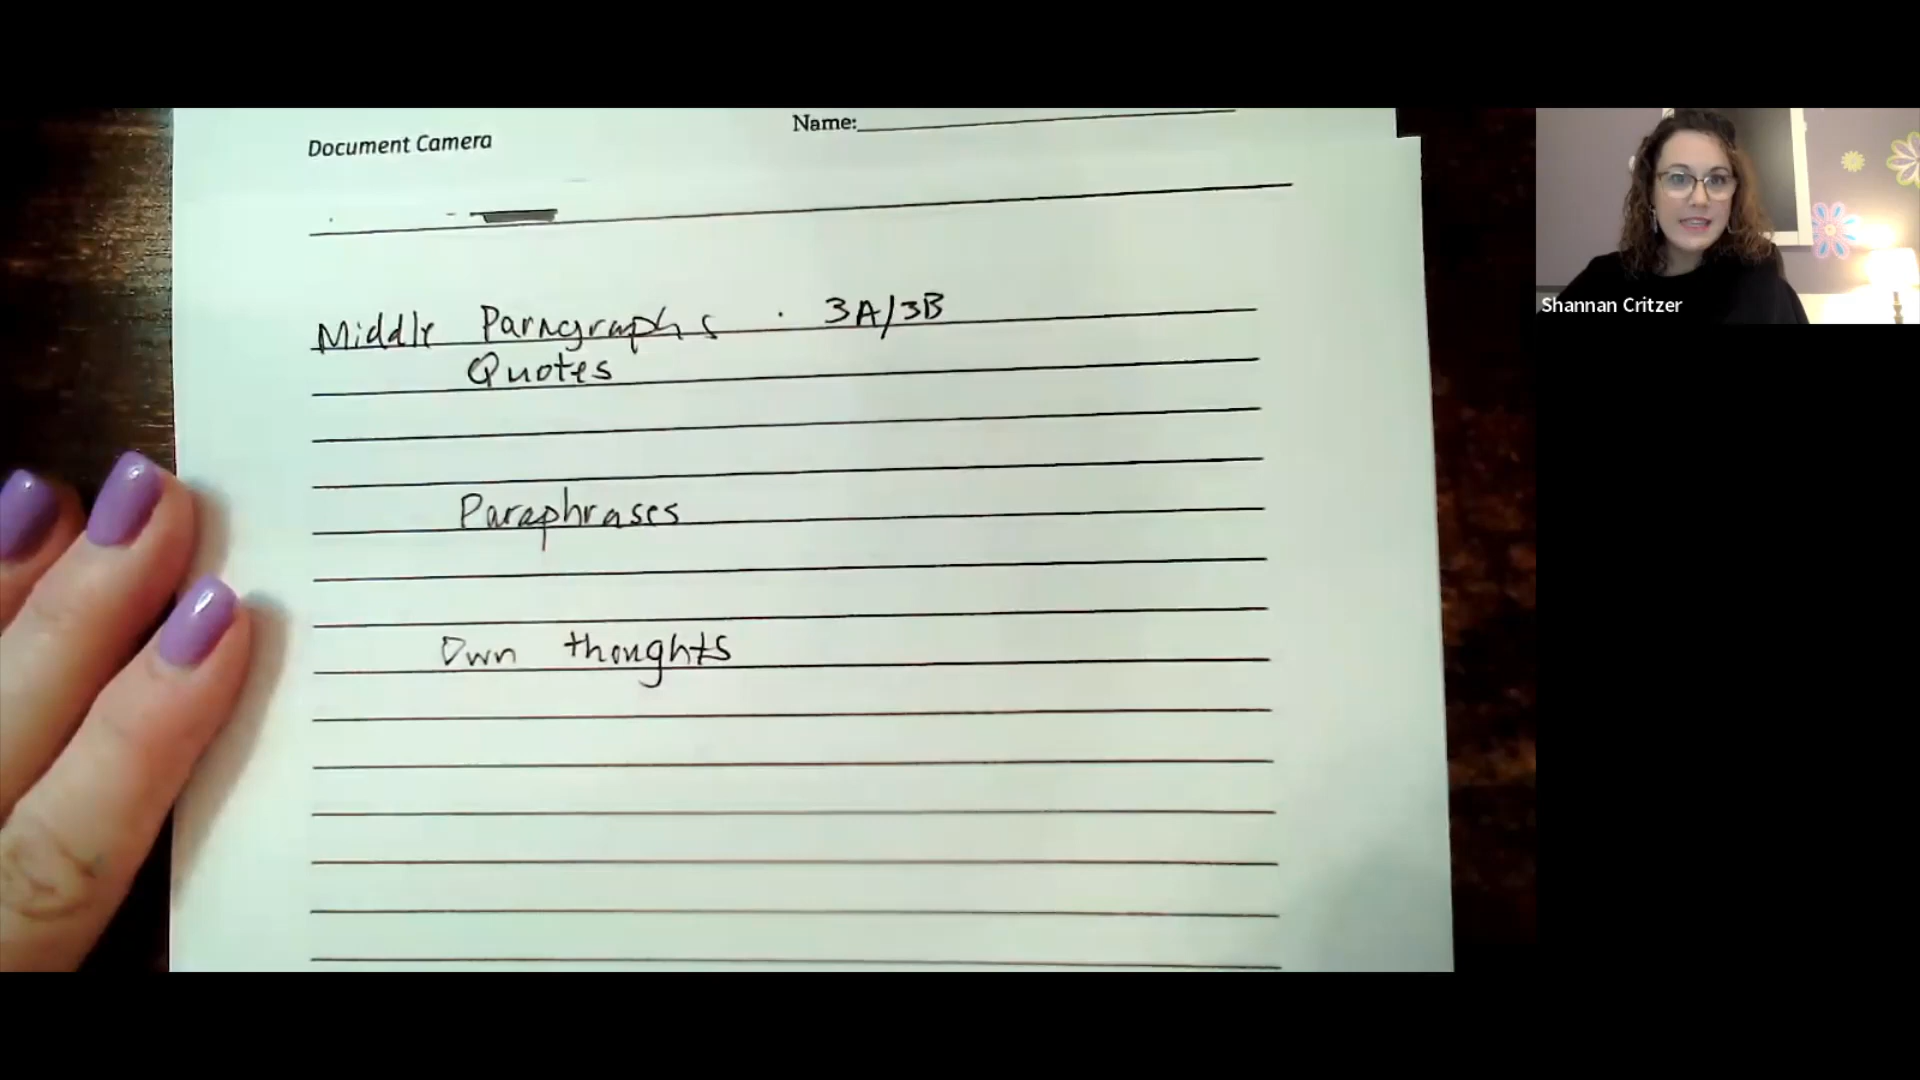 Document Camera
Name:
Middle Paragraphs · 3A/3B
Quotes
Paraphrases
Own thoughts
Shannan Critzer